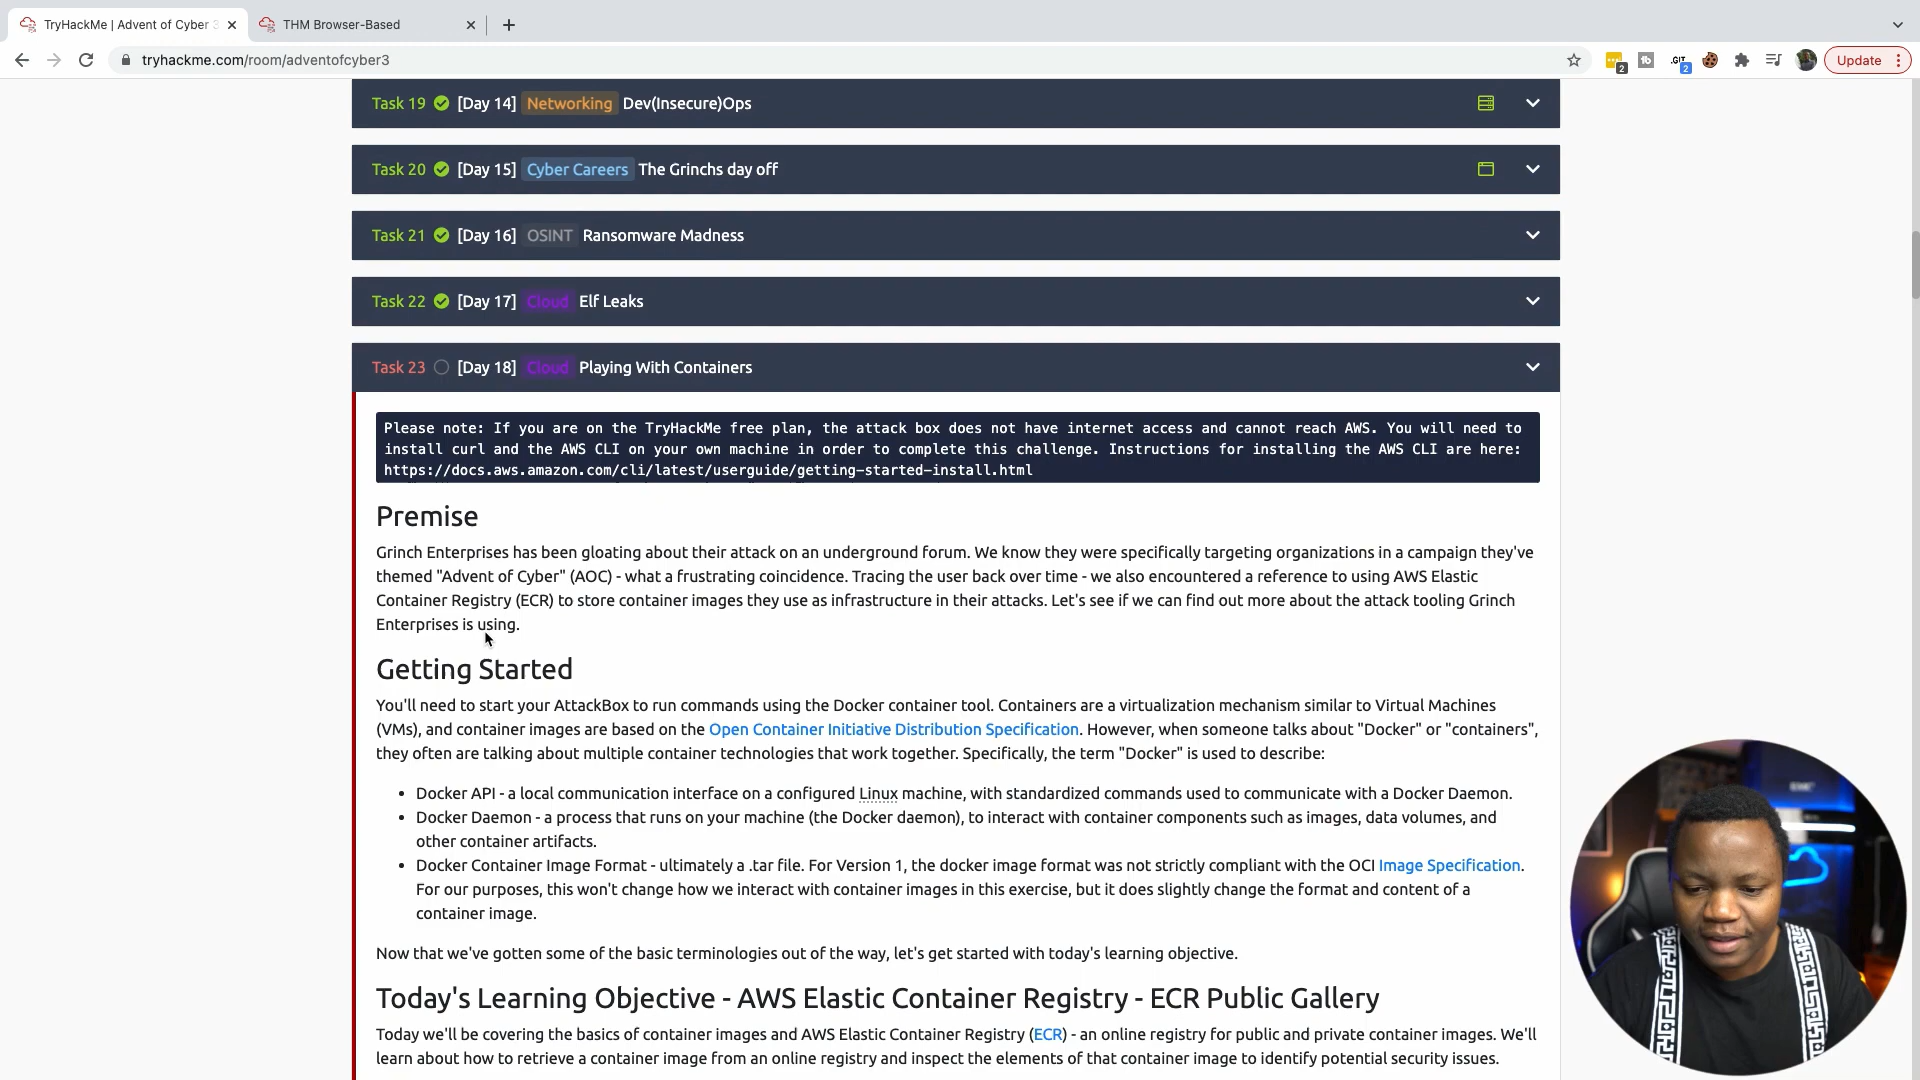 TryHackMe | Advent of Cyber 3
THM Browser-Based
tryhackme.com/room/adventofcyber3
2
.GIT
2
Update
Task 19 [Day 14] Networking Dev(Insecure)Ops
Task 20 [Day 15] Cyber Careers The Grinchs day off
Task 21 [Day 16] OSINT Ransomware Madness
Task 22 [Day 17] Cloud Elf Leaks
Task 23 [Day 18] Cloud Playing With Containers
Please note: If you are on the TryHackMe free plan, the attack box does not have internet access and cannot reach AWS. You will need to
install curl and the AWS CLI on your own machine in order to complete this challenge. Instructions for installing the AWS CLI are here:
https://docs.aws.amazon.com/cli/latest/userguide/getting-started-install.html
Premise
Grinch Enterprises has been gloating about their attack on an underground forum. We know they were specifically targeting organizations in a campaign they've
themed "Advent of Cyber" (AOC) - what a frustrating coincidence. Tracing the user back over time - we also encountered a reference to using AWS Elastic
Container Registry (ECR) to store container images they use as infrastructure in their attacks. Let's see if we can find out more about the attack tooling Grinch
Enterprises is using.
Getting Started
You'll need to start your AttackBox to run commands using the Docker container tool. Containers are a virtualization mechanism similar to Virtual Machines
(VMs), and container images are based on the Open Container Initiative Distribution Specification. However, when someone talks about "Docker" or "containers",
they often are talking about multiple container technologies that work together. Specifically, the term "Docker" is used to describe:
• Docker API - a local communication interface on a configured Linux machine, with standardized commands used to communicate with a Docker Daemon.
• Docker Daemon - a process that runs on your machine (the Docker daemon), to interact with container components such as images, data volumes, and
other container artifacts.
• Docker Container Image Format - ultimately a .tar file. For Version 1, the docker image format was not strictly compliant with the OCI Image Specification.
For our purposes, this won't change how we interact with container images in this exercise, but it does slightly change the format and content of a
container image.
Now that we've gotten some of the basic terminologies out of the way, let's get started with today's learning objective.
Today's Learning Objective - AWS Elastic Container Registry - ECR Public Gallery
Today we'll be covering the basics of container images and AWS Elastic Container Registry (ECR) - an online registry for public and private container images. We'll
learn about how to retrieve a container image from an online registry and inspect the elements of that container image to identify potential security issues.